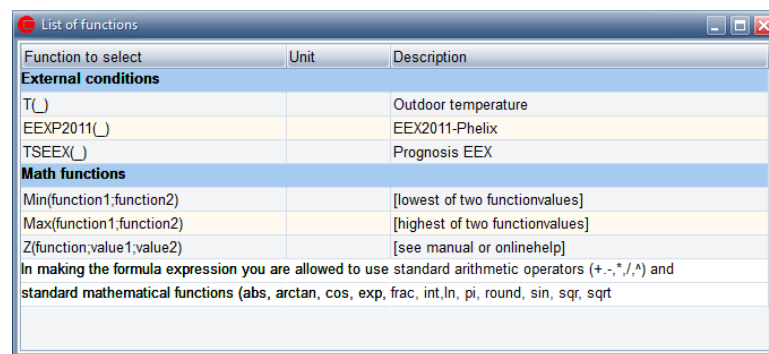 List of functions
Function to select Unit Description
External conditions
T(_) Outdoor temperature
EEXP2011(_) EEX2011-Phelix
TSEEX(_) Prognosis EEX
Math functions
Min(function1;function2) [lowest of two functionvalues]
Max(function1;function2) [highest of two functionvalues]
Z(function;value1;value2) [see manual or onlinehelp]
In making the formula expression you are allowed to use standard arithmetic operators (+.-,*,/,^) and
standard mathematical functions (abs, arctan, cos, exp, frac, int,ln, pi, round, sin, sqr, sqrt